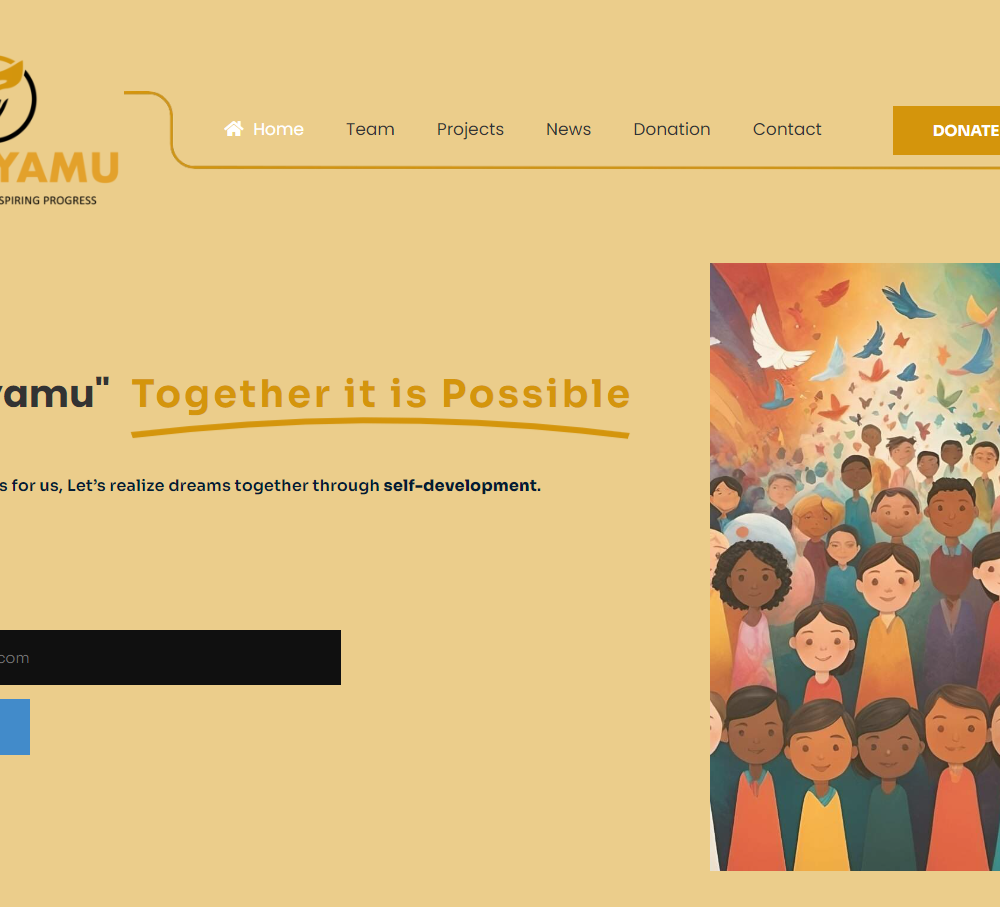 Home Team Projects News Donation Contact
DONATE
YAMU
SPIRING PROGRESS
yamu" Together it is Possible
s for us, Let’s realize dreams together through self-development.
.com